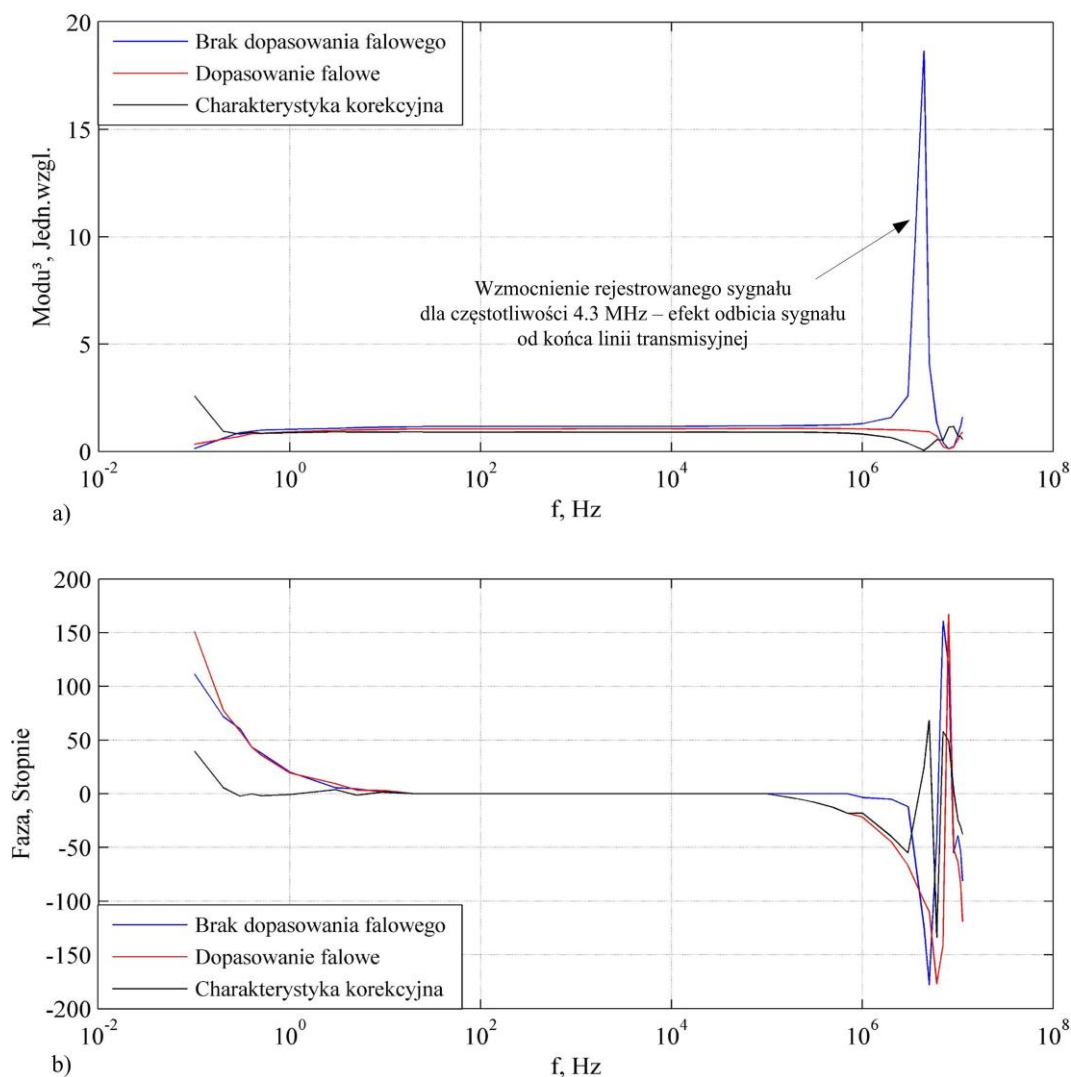 20
15
10
5
0
Moduł, Jedn.wzgl.
Brak dopasowania falowego
Dopasowanie falowe
Charakterystyka korekcyjna
Wzmocnienie rejestrowanego sygnału
dla częstotliwości 4.3 MHz – efekt odbicia sygnału
od końca linii transmisyjnej
10⁻² 10⁰ 10² 10⁴ 10⁶ 10⁸
f, Hz
a)
200
150
100
50
0
-50
-100
-150
-200
Faza, Stopnie
Brak dopasowania falowego
Dopasowanie falowe
Charakterystyka korekcyjna
10⁻² 10⁰ 10² 10⁴ 10⁶ 10⁸
f, Hz
b)